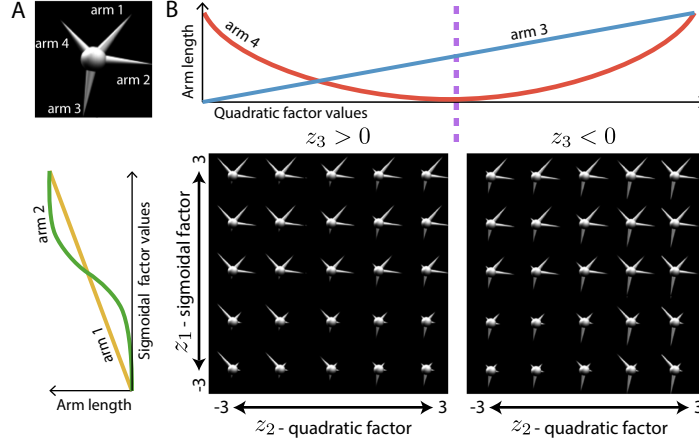 A
arm 1
arm 4
arm 2
arm 3
B
Arm length
arm 4
arm 3
Quadratic factor values
z₃ > 0
z₃ < 0
arm 2
arm 1
Sigmoidal factor values
Arm length
3
z₁ - sigmoidal factor
-3
-3
3
z₂ - quadratic factor
-3
3
z₂ - quadratic factor